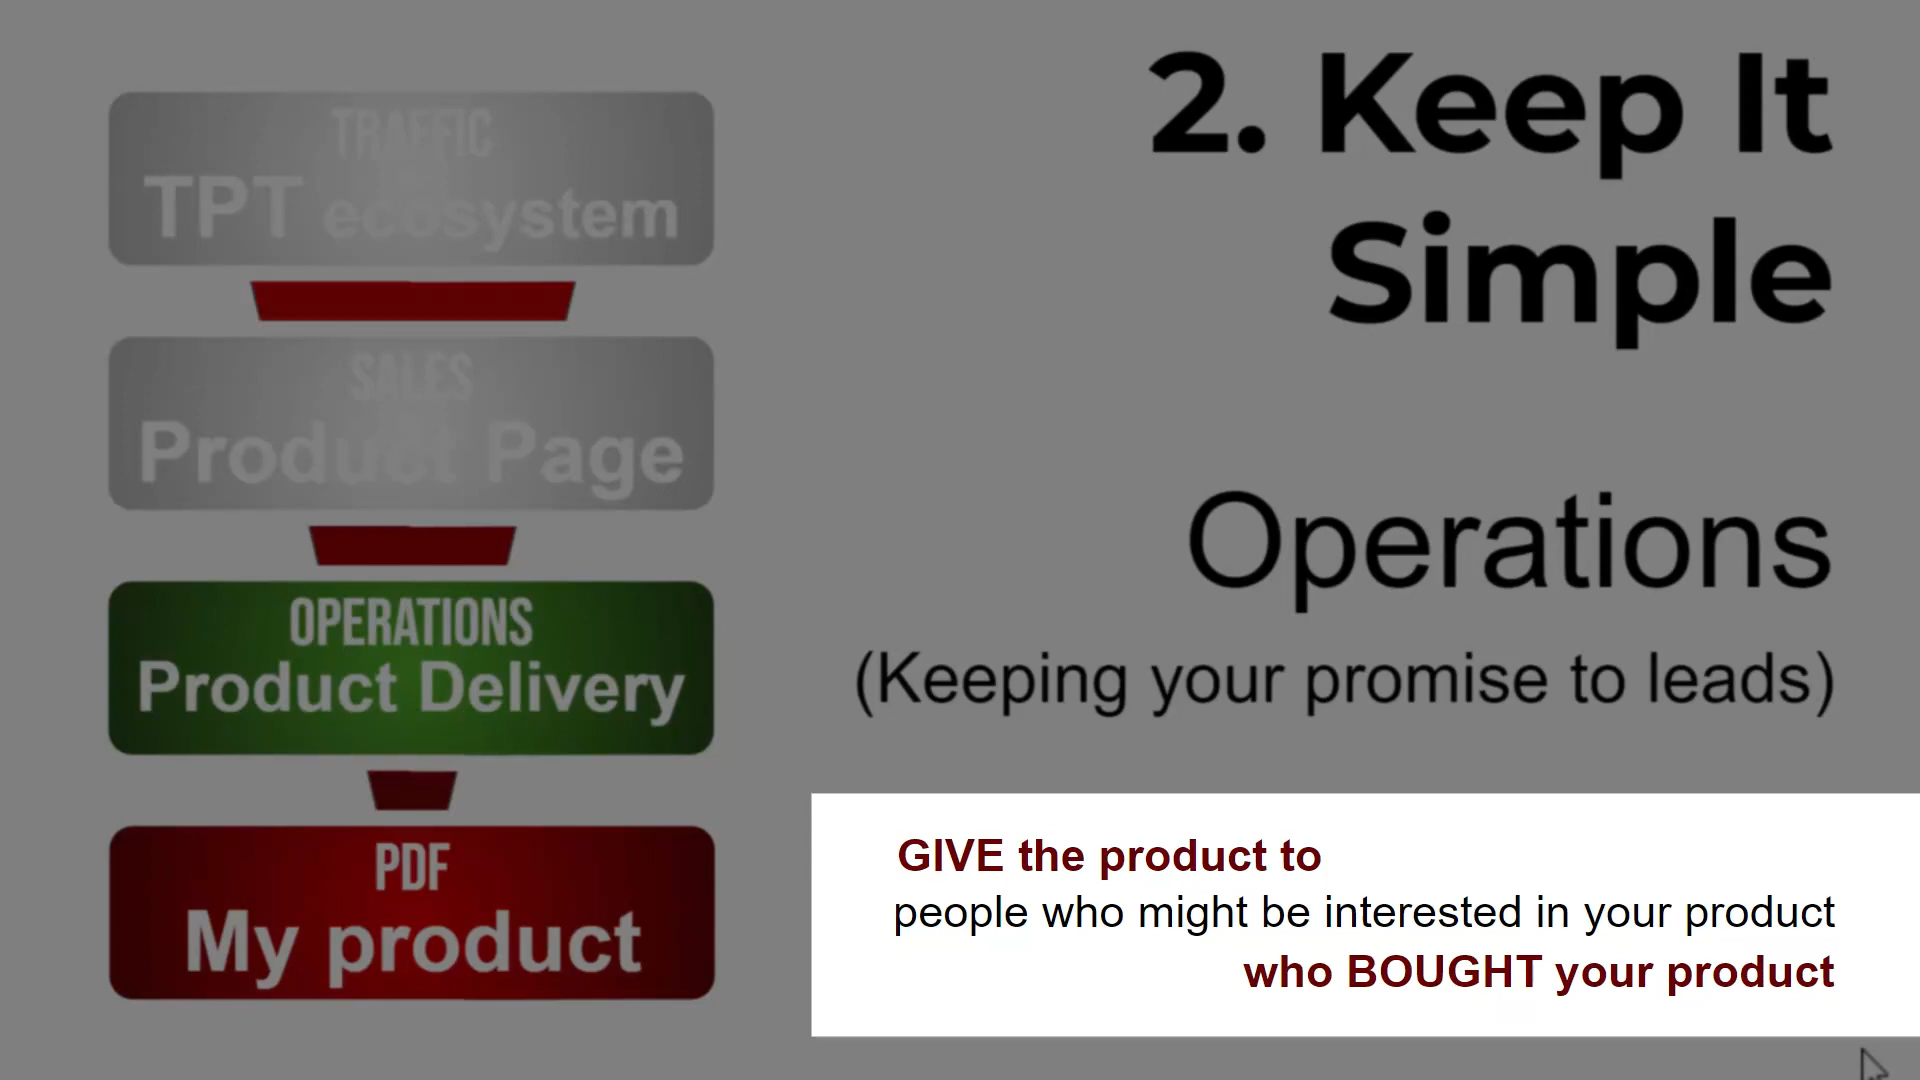 2. Keep It
Simple
TRAFFIC
TPT ecosystem
SALES
Product Page
OPERATIONS
Product Delivery
PDF
My product
Operations
(Keeping your promise to leads)
GIVE the product to
people who might be interested in your product
who BOUGHT your product